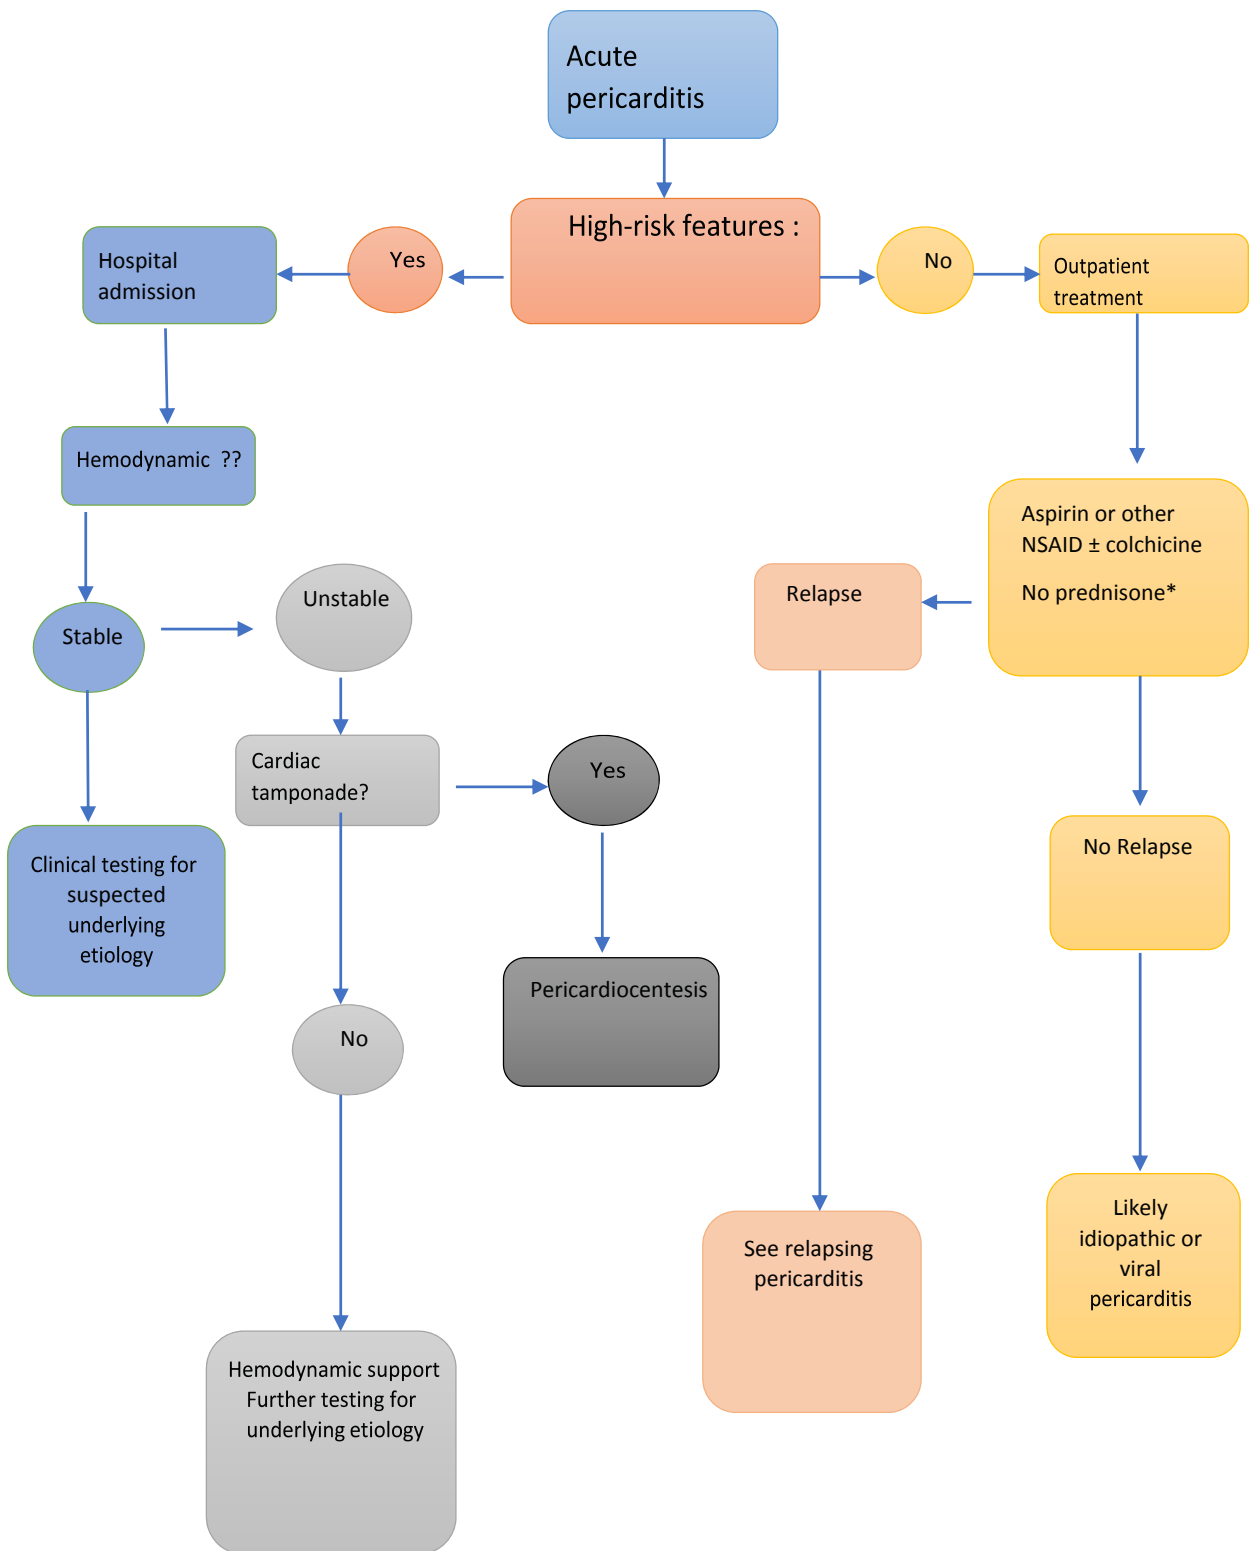 Acute
pericarditis
High-risk features :
Yes
No
Hospital
admission
Outpatient
treatment
Hemodynamic  ??
Aspirin or other
NSAID ± colchicine
No prednisone*
Relapse
Unstable
Stable
Cardiac
tamponade?
Yes
Clinical testing for
suspected
underlying
etiology
No Relapse
Pericardiocentesis
No
See relapsing
pericarditis
Likely
idiopathic or
viral
pericarditis
Hemodynamic support
Further testing for
underlying etiology